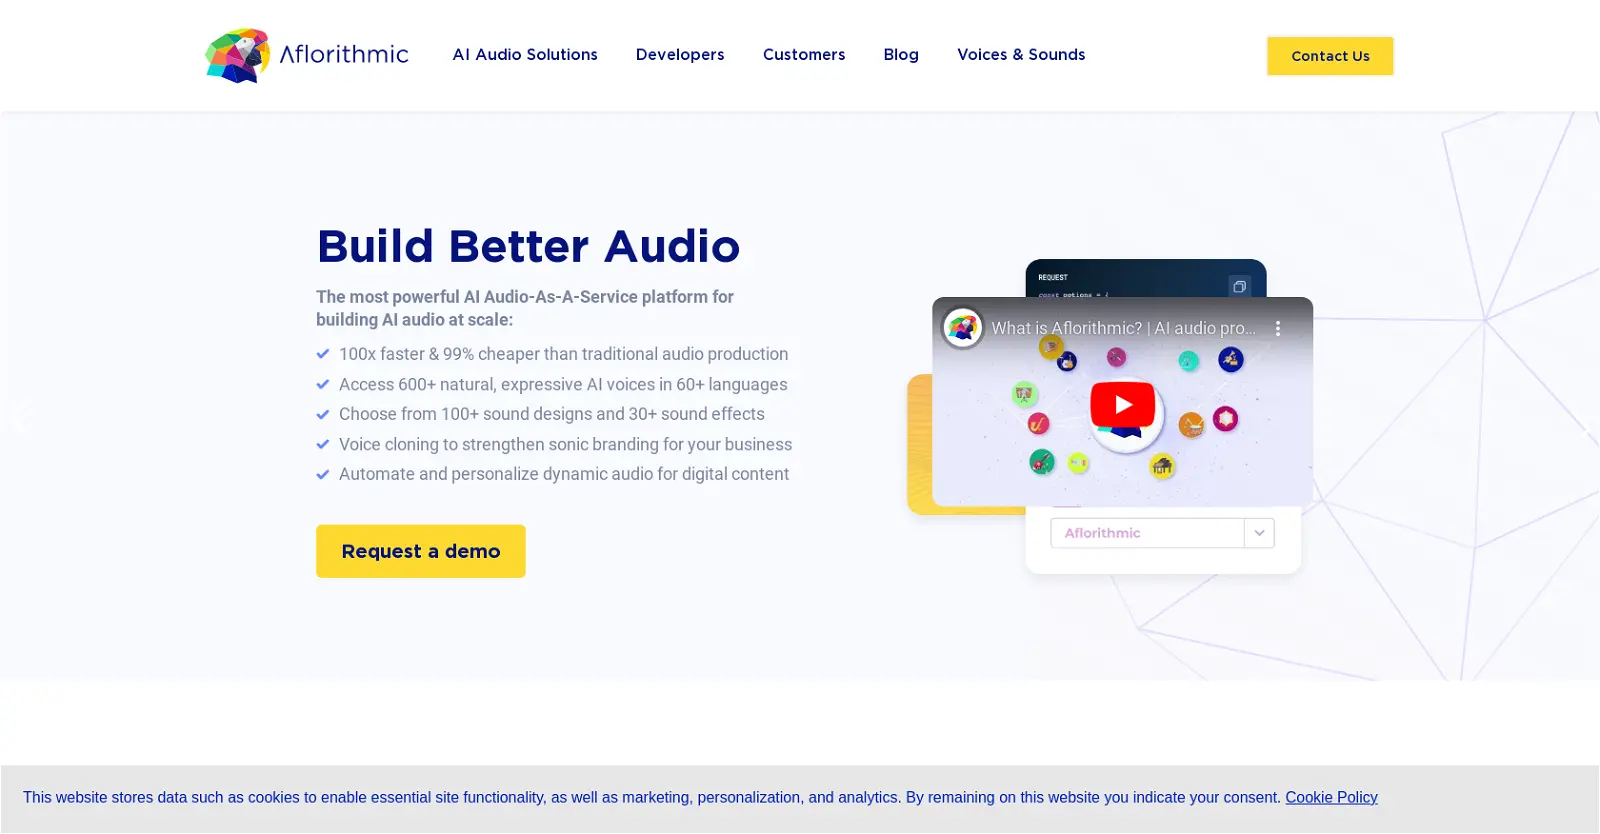 Aflorithmic
AI Audio Solutions
Developers
Customers
Blog
Voices & Sounds
Contact Us
Build Better Audio
The most powerful AI Audio-As-A-Service platform for
building AI audio at scale:
100x faster & 99% cheaper than traditional audio production
Access 600+ natural, expressive AI voices in 60+ languages
Choose from 100+ sound designs and 30+ sound effects
Voice cloning to strengthen sonic branding for your business
Automate and personalize dynamic audio for digital content
Request a demo
REQUEST
const options = {
What is Aflorithmic? | AI audio pro...
Aflorithmic
This website stores data such as cookies to enable essential site functionality, as well as marketing, personalization, and analytics. By remaining on this website you indicate your consent. Cookie Policy